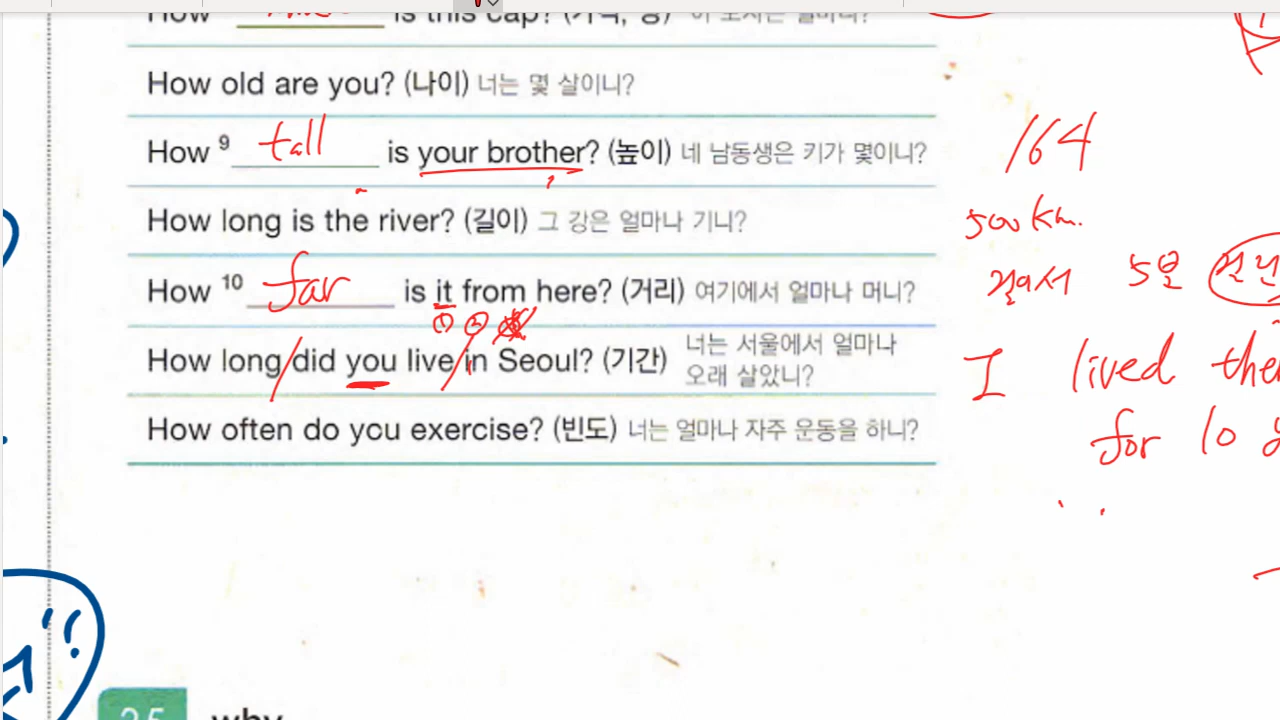 is this cap?
How old are you? (나이) 너는 몇 살이니?
How 9 tall is your brother? (높이) 네 남동생은 키가 몇이니?
164
How long is the river? (길이) 그 강은 얼마나 기니?
500 km.
How 10 far is it from here? (거리) 여기에서 얼마나 머니?
걸어서 5분
① ②
How long did you live in Seoul? (기간) 너는 서울에서 얼마나
오래 살았니?
I lived
for 10
How often do you exercise? (빈도) 너는 얼마나 자주 운동을 하니?